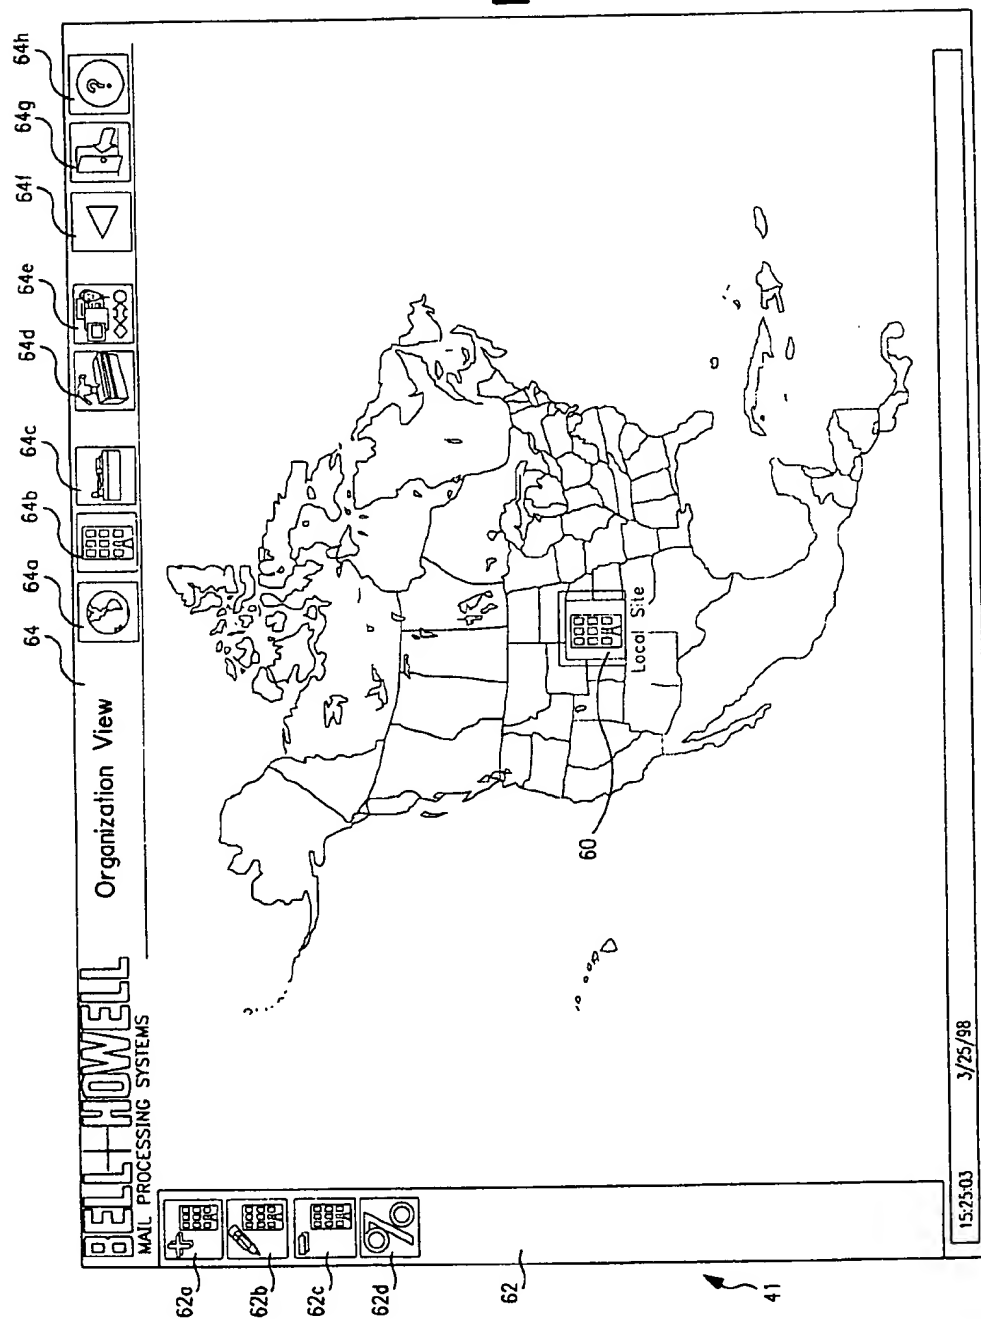 BELL+HOWELL
MAIL PROCESSING SYSTEMS
Organization View
64
64a
64b
64c
64d
64e
64f
64g
64h
?
62a
62b
62c
62d
%
62
41
60
Local Site
15:25:03
3/25/98